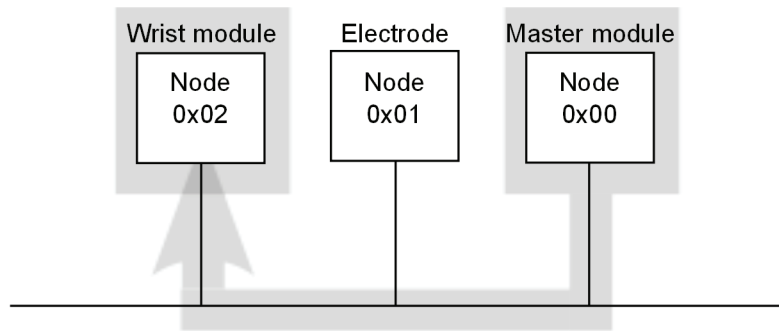 Wrist module
Node
0x02
Electrode
Node
0x01
Master module
Node
0x00